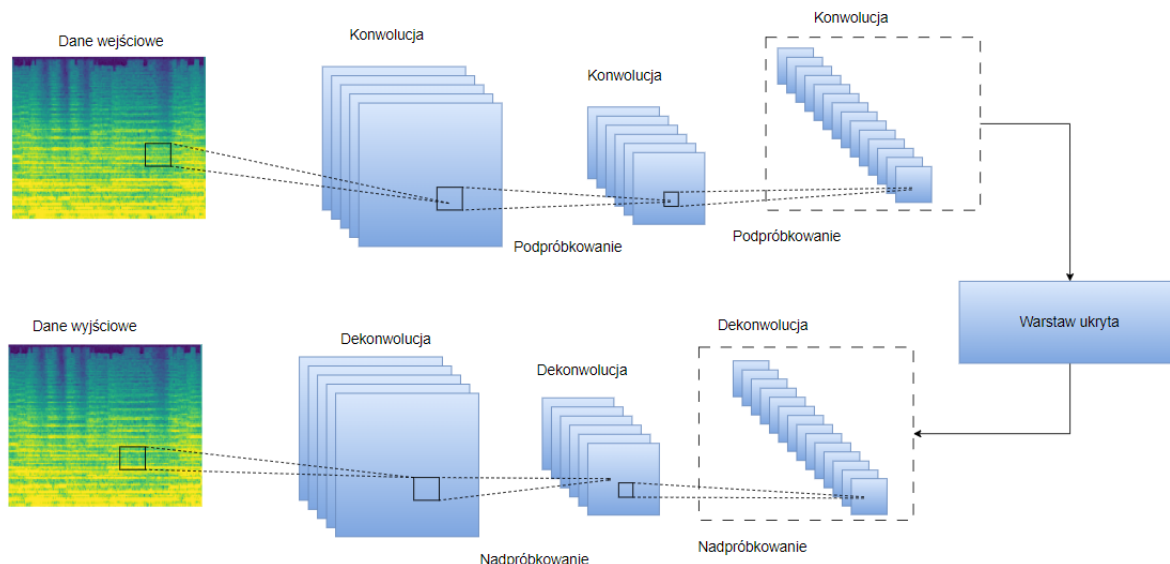 Dane wejściowe
Konwolucja
Konwolucja
Konwolucja
Podpróbkowanie
Podpróbkowanie
Warstaw ukryta
Dane wyjściowe
Dekonwolucja
Dekonwolucja
Dekonwolucja
Nadpróbkowanie
Nadpróbkowanie